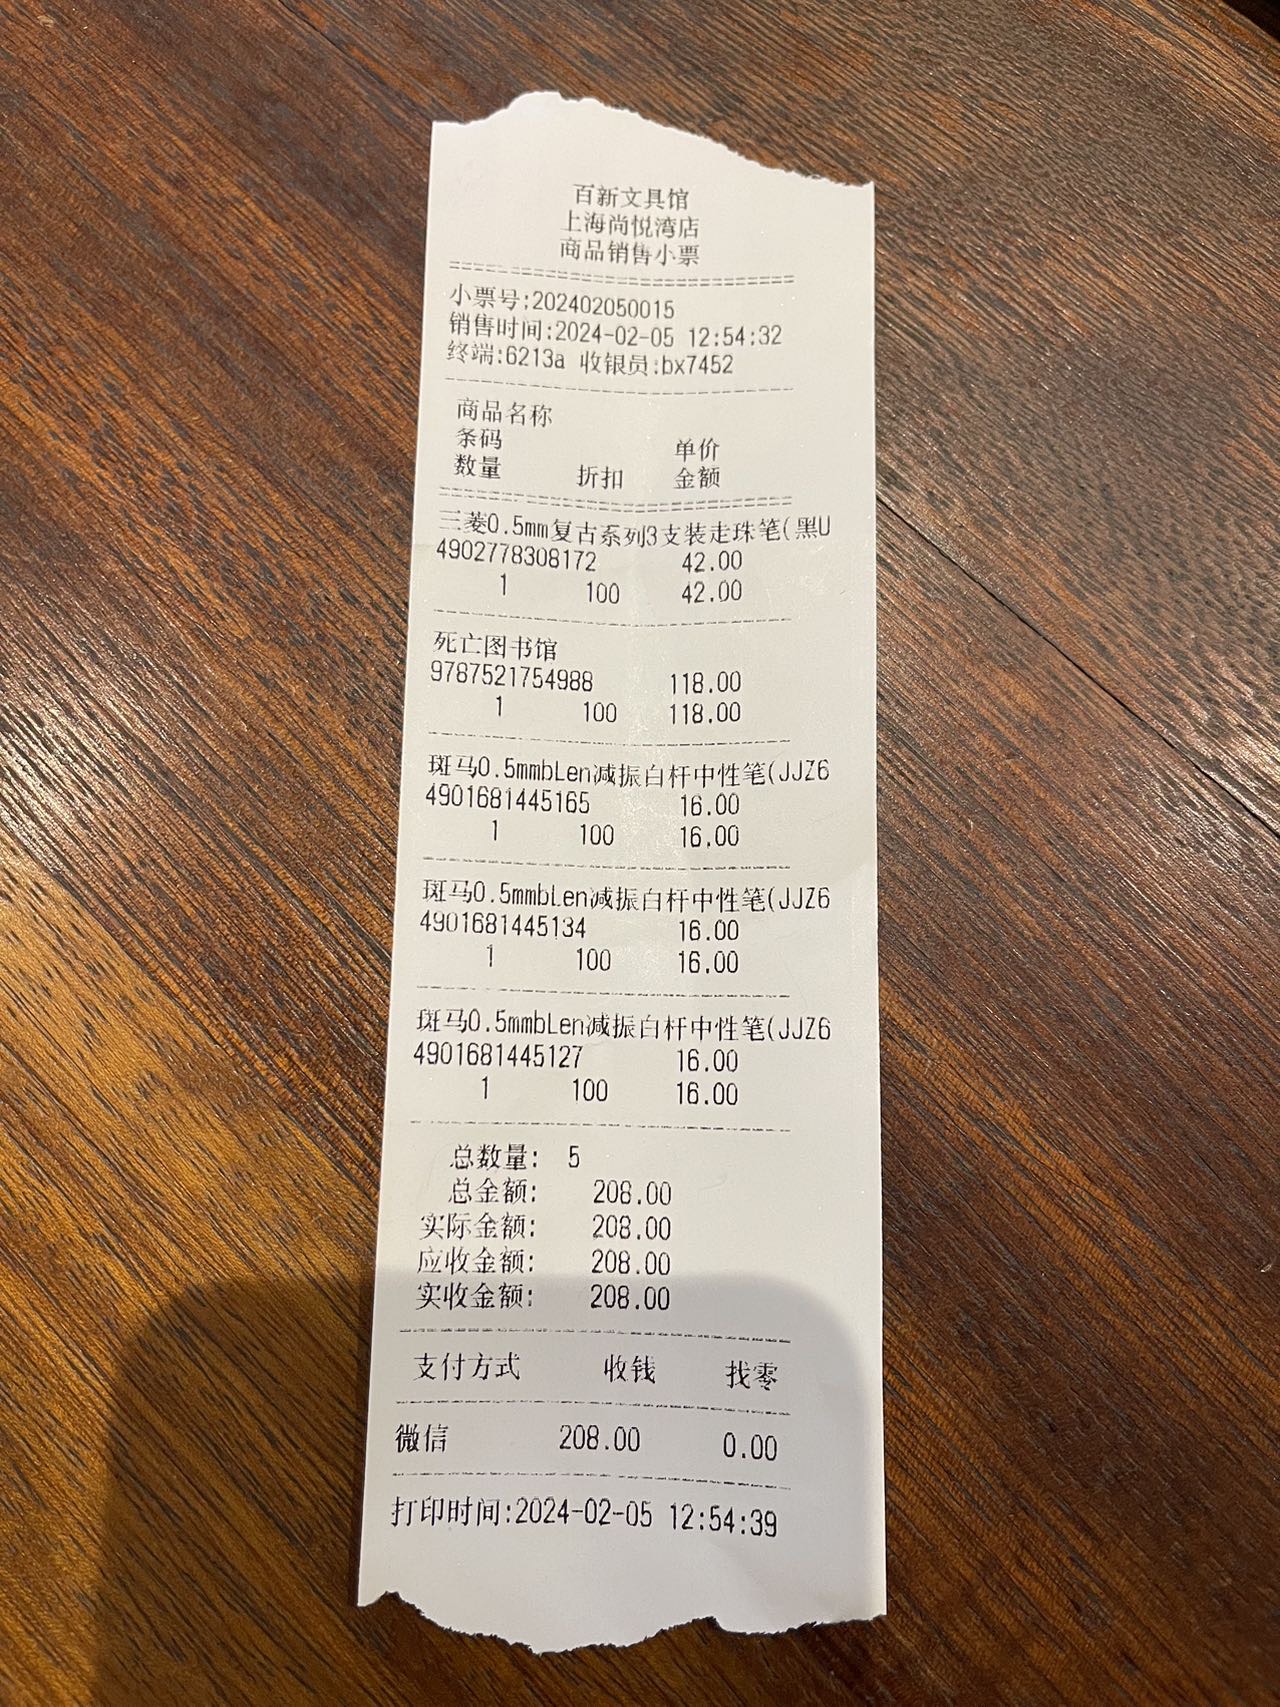 百新文具馆
上海尚悦湾店
商品销售小票
小票号:202402050015
销售时间:2024-02-05 12:54:32
终端:6213a 收银员:bx7452
商品名称
条码 单价
数量 折扣 金额
三菱0.5mm复古系列3支装走珠笔(黑U
4902778308172 42.00
1 100 42.00
死亡图书馆
9787521754988 118.00
1 100 118.00
斑马0.5mmbLen减振白杆中性笔(JJZ6
4901681445165 16.00
1 100 16.00
斑马0.5mmbLen减振白杆中性笔(JJZ6
4901681445134 16.00
1 100 16.00
斑马0.5mmbLen减振白杆中性笔(JJZ6
4901681445127 16.00
1 100 16.00
总数量: 5
总金额: 208.00
实际金额: 208.00
应收金额: 208.00
实收金额: 208.00
支付方式 收钱 找零
微信 208.00 0.00
打印时间:2024-02-05 12:54:39